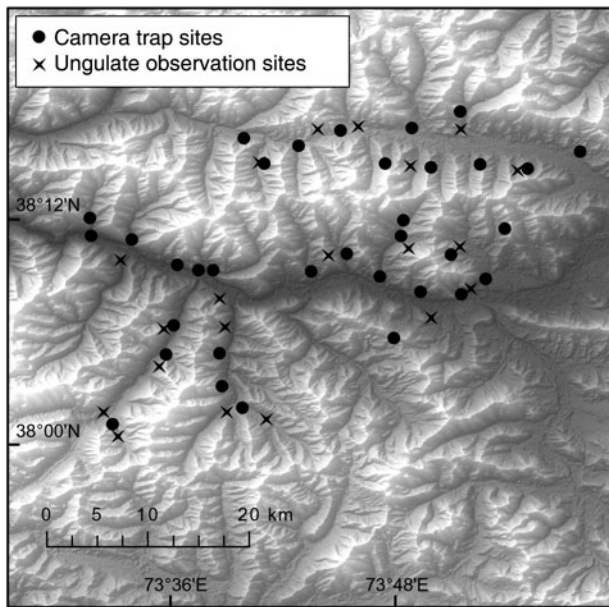 Camera trap sites
Ungulate observation sites
38°12'N
38°00'N
0 5 10 20 km
73°36'E 73°48'E